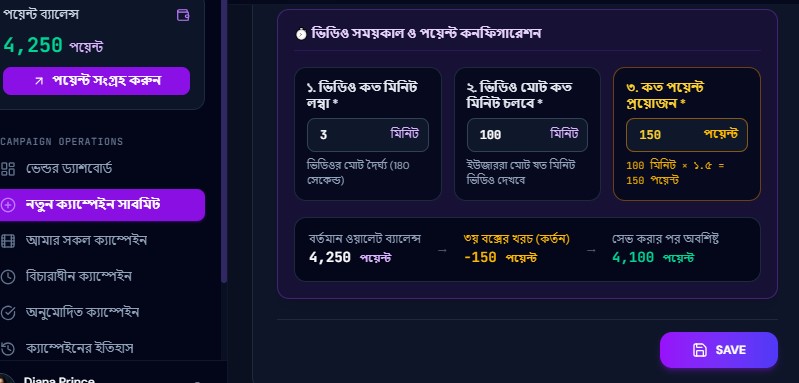 পয়েন্ট ব্যালেন্স
4,250 পয়েন্ট
পয়েন্ট সংগ্রহ করুন
CAMPAIGN OPERATIONS
ভেন্ডর ড্যাশবোর্ড
নতুন ক্যাম্পেইন সাবমিট
আমার সকল ক্যাম্পেইন
বিচারাধীন ক্যাম্পেইন
অনুমোদিত ক্যাম্পেইন
ক্যাম্পেইনের ইতিহাস
Diana Prince
ভিডিও সময়কাল ও পয়েন্ট কনফিগারেশন
১. ভিডিও কত মিনিট
লম্বা *
3 মিনিট
ভিডিওর মোট দৈর্ঘ্য (180
সেকেন্ড)
২. ভিডিও মোট কত
মিনিট চলবে *
100 মিনিট
ইউজাররা মোট যত মিনিট
ভিডিও দেখবে
৩. কত পয়েন্ট
প্রয়োজন *
150 পয়েন্ট
100 মিনিট × ১.৫ =
150 পয়েন্ট
বর্তমান ওয়ালেট ব্যালেন্স
4,250 পয়েন্ট
→
৩য় বক্সের খরচ (কর্তন)
-150 পয়েন্ট
→
সেভ করার পর অবশিষ্ট
4,100 পয়েন্ট
SAVE